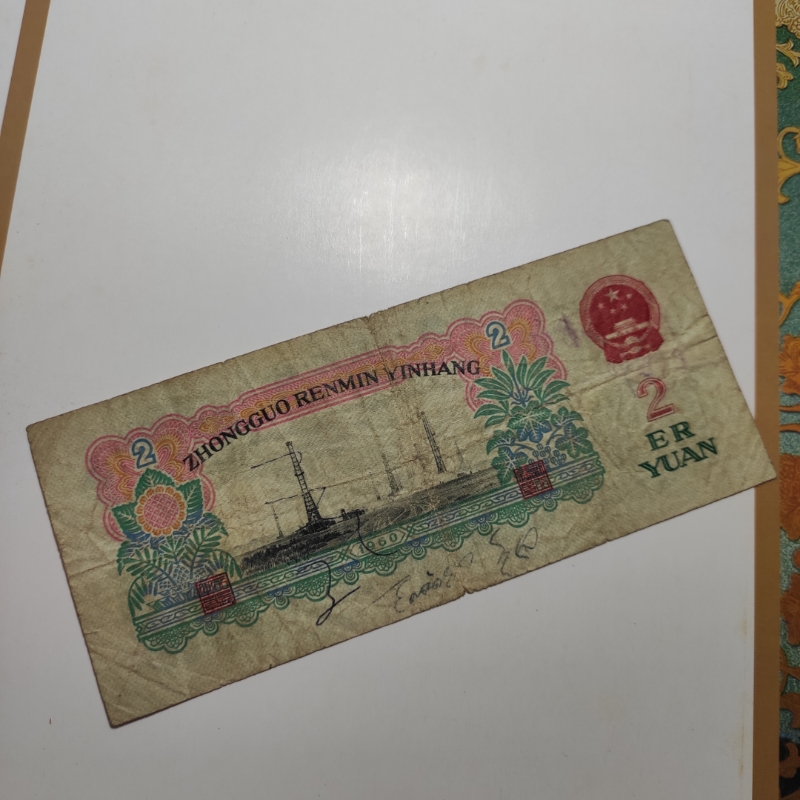 2
2
ZHONGGUO RENMIN YINHANG
2
ER
YUAN
1960